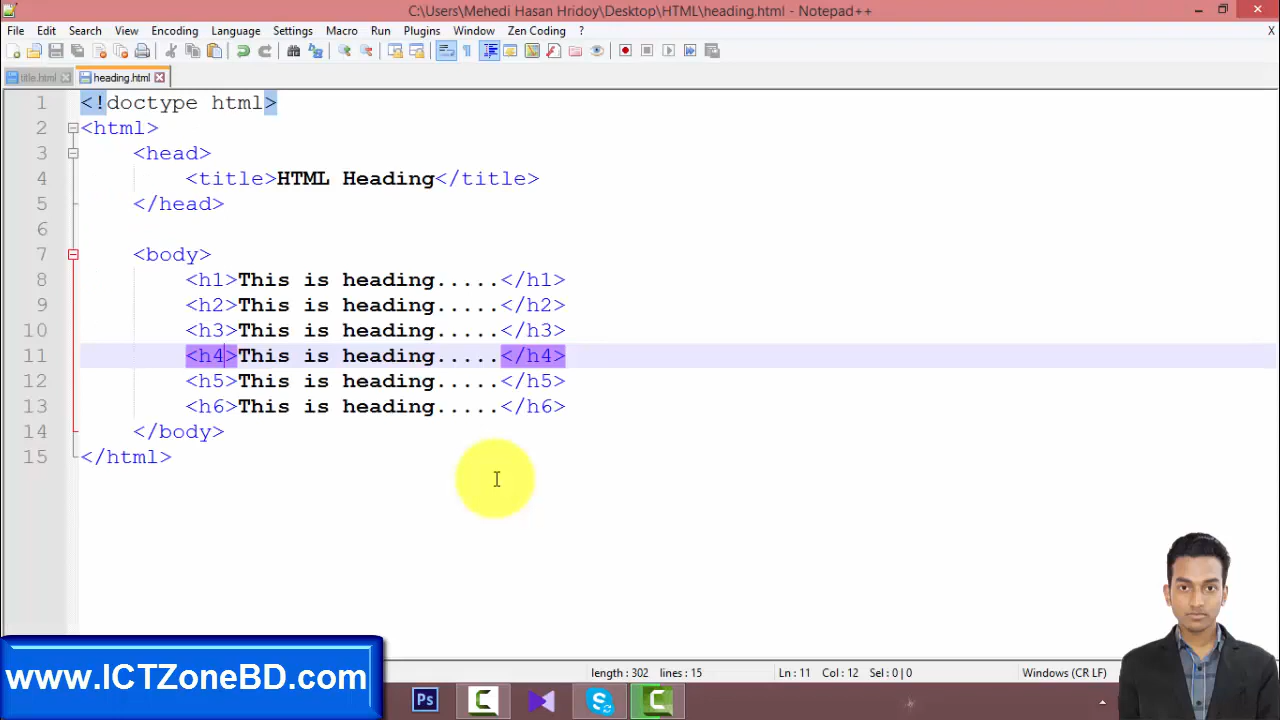 C:\Users\Mehedi Hasan Hridoy\Desktop\HTML\heading.html - Notepad++
File Edit Search View Encoding Language Settings Macro Run Plugins Window Zen Coding ? X
title.html heading.html
1 <!doctype html>
2 <html>
3 <head>
4 <title>HTML Heading</title>
5 </head>
6
7 <body>
8 <h1>This is heading.....</h1>
9 <h2>This is heading.....</h2>
10 <h3>This is heading.....</h3>
11 <h4>This is heading.....</h4>
12 <h5>This is heading.....</h5>
13 <h6>This is heading.....</h6>
14 </body>
15 </html>
www.ICTZoneBD.com
length : 302 lines : 15 Ln : 11 Col : 12 Sel : 0 | 0 Windows (CR LF)
Ps